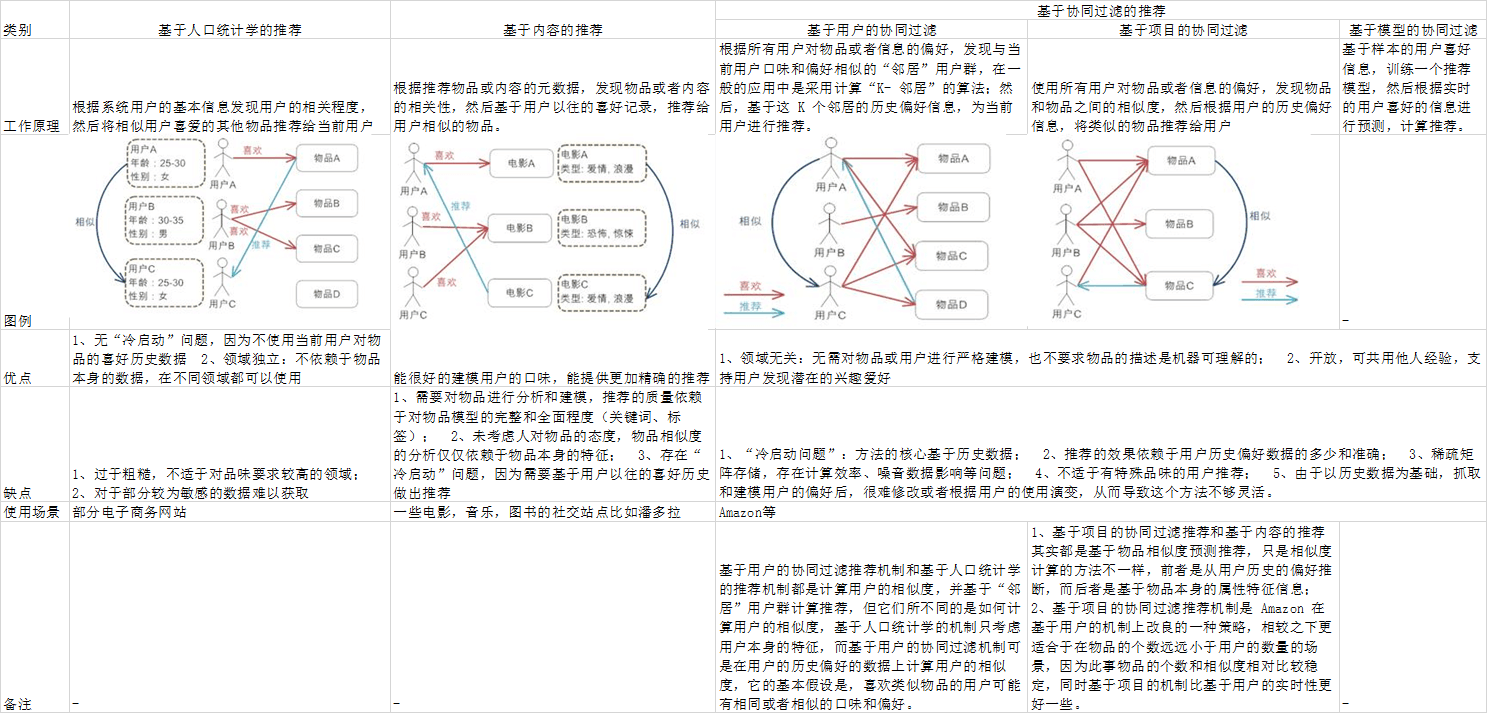 基于协同过滤的推荐
类别
基于人口统计学的推荐
基于内容的推荐
基于用户的协同过滤
基于项目的协同过滤
基于模型的协同过滤
工作原理
根据系统用户的基本信息发现用户的相关程度，
然后将相似用户喜爱的其他物品推荐给当前用户
根据推荐物品或内容的元数据，发现物品或者内容
的相关性，然后基于用户以往的喜好记录，推荐给
用户相似的物品。
根据所有用户对物品或者信息的偏好，发现与当
前用户口味和偏好相似的“邻居”用户群，在一
般的应用中是采用计算“K- 邻居”的算法；然
后，基于这 K 个邻居的历史偏好信息，为当前
用户进行推荐。
使用所有用户对物品或者信息的偏好，发现物品
和物品之间的相似度，然后根据用户的历史偏好
信息，将类似的物品推荐给用户
基于样本的用户喜好
信息，训练一个推荐
模型，然后根据实时
的用户喜好的信息进
行预测，计算推荐。
图例
用户A
年龄：25-30
性别：女
用户B
年龄：30-35
性别：男
用户C
年龄：25-30
性别：女
相似
用户A
用户B
用户C
喜欢
喜欢
喜欢
推荐
物品A
物品B
物品C
物品D
用户A
用户B
用户C
喜欢
喜欢
喜欢
推荐
电影A
电影B
电影C
电影A
类型：爱情，浪漫
电影B
类型：恐怖，惊悚
电影C
类型：爱情，浪漫
相似
相似
用户A
用户B
用户C
物品A
物品B
物品C
物品D
喜欢
推荐
用户A
用户B
用户C
物品A
物品B
物品C
相似
喜欢
推荐
-
优点
1、无“冷启动”问题，因为不使用当前用户对物
品的喜好历史数据 2、领域独立：不依赖于物品
本身的数据，在不同领域都可以使用
能很好的建模用户的口味，能提供更加精确的推荐
1、领域无关：无需对物品或用户进行严格建模，也不要求物品的描述是机器可理解的； 2、开放，可共用他人经验，支
持用户发现潜在的兴趣爱好
缺点
1、过于粗糙，不适于对品味要求较高的领域；
2、对于部分较为敏感的数据难以获取
1、需要对物品进行分析和建模，推荐的质量依赖
于对物品模型的完整和全面程度（关键词、标
签）； 2、未考虑人对物品的态度，物品相似度
的分析仅仅依赖于物品本身的特征； 3、存在“
冷启动”问题，因为需要基于用户以往的喜好历史
做出推荐
1、“冷启动问题”：方法的核心基于历史数据； 2、推荐的效果依赖于用户历史偏好数据的多少和准确； 3、稀疏矩
阵存储，存在计算效率、噪音数据影响等问题； 4、不适于有特殊品味的用户推荐； 5、由于以历史数据为基础，抓取
和建模用户的偏好后，很难修改或者根据用户的使用演变，从而导致这个方法不够灵活。
使用场景
部分电子商务网站
一些电影，音乐，图书的社交站点比如潘多拉
Amazon等
备注
-
-
基于用户的协同过滤推荐机制和基于人口统计学
的推荐机制都是计算用户的相似度，并基于“邻
居”用户群计算推荐，但它们所不同的是如何计
算用户的相似度，基于人口统计学的机制只考虑
用户本身的特征，而基于用户的协同过滤机制可
是在用户的历史偏好的数据上计算用户的相似
度，它的基本假设是，喜欢类似物品的用户可能
有相同或者相似的口味和偏好。
1、基于项目的协同过滤推荐和基于内容的推荐
其实都是基于物品相似度预测推荐，只是相似度
计算的方法不一样，前者是从用户历史的偏好推
断，而后者是基于物品本身的属性特征信息；
2、基于项目的协同过滤推荐机制是 Amazon 在
基于用户的机制上改良的一种策略，相较之下更
适合于在物品的个数远远小于用户的数量的场
景，因为此事物品的个数和相似度相对比较稳
定，同时基于项目的机制比基于用户的实时性更
好一些。
-